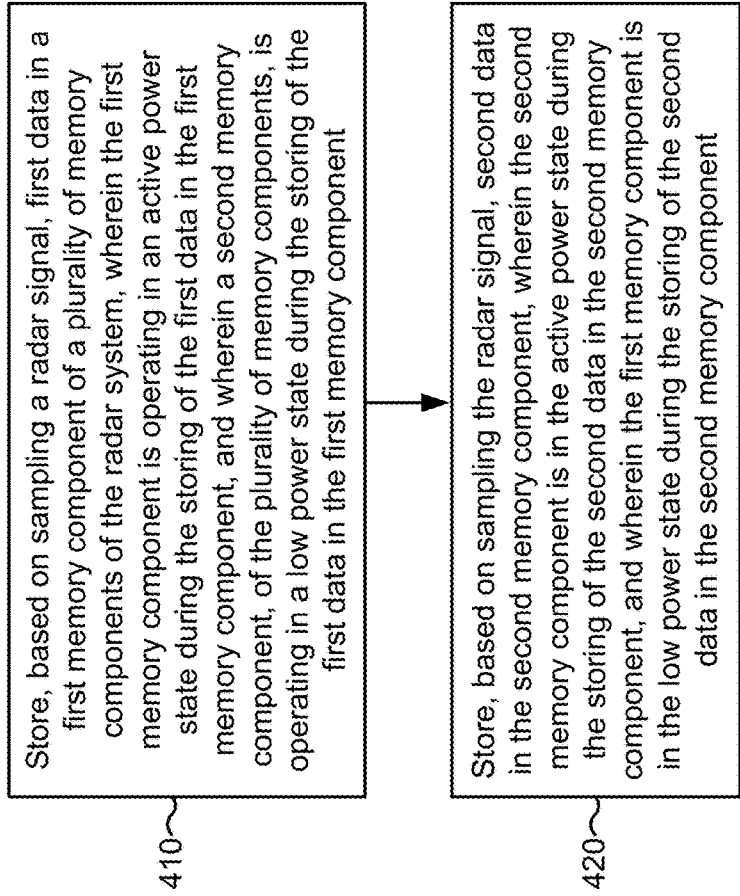 410
Store, based on sampling a radar signal, first data in a
first memory component of a plurality of memory
components of the radar system, wherein the first
memory component is operating in an active power
state during the storing of the first data in the first
memory component, and wherein a second memory
component, of the plurality of memory components, is
operating in a low power state during the storing of the
first data in the first memory component
420
Store, based on sampling the radar signal, second data
in the second memory component, wherein the second
memory component is in the active power state during
the storing of the second data in the second memory
component, and wherein the first memory component is
in the low power state during the storing of the second
data in the second memory component